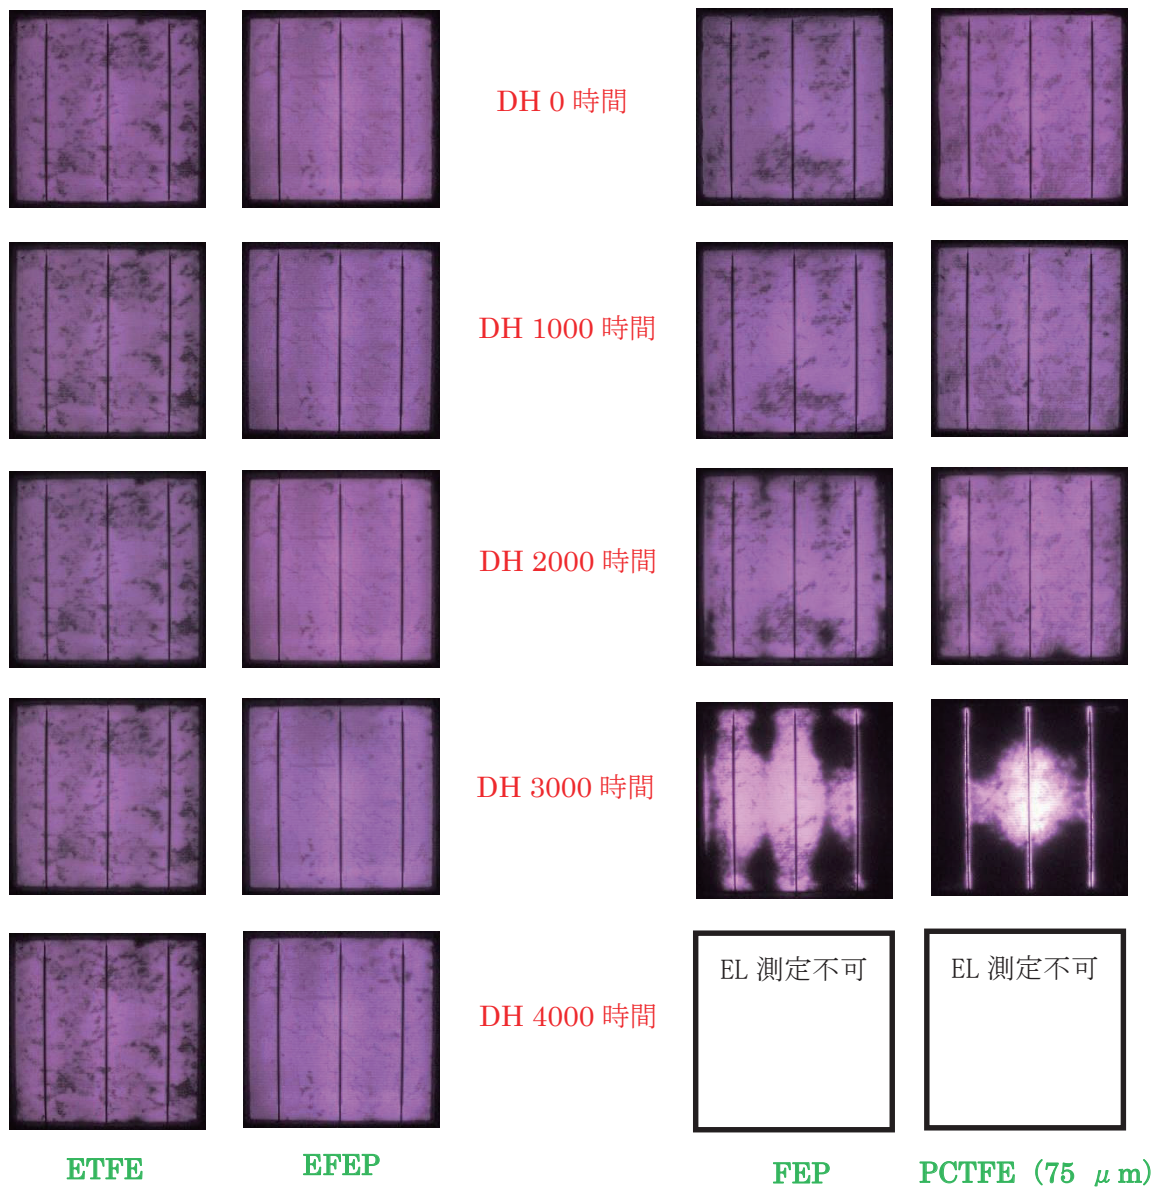 DH 0 時間
DH 1000 時間
DH 2000 時間
DH 3000 時間
DH 4000 時間
EL 測定不可
EL 測定不可
ETFE
EFEP
FEP
PCTFE (75 μm)